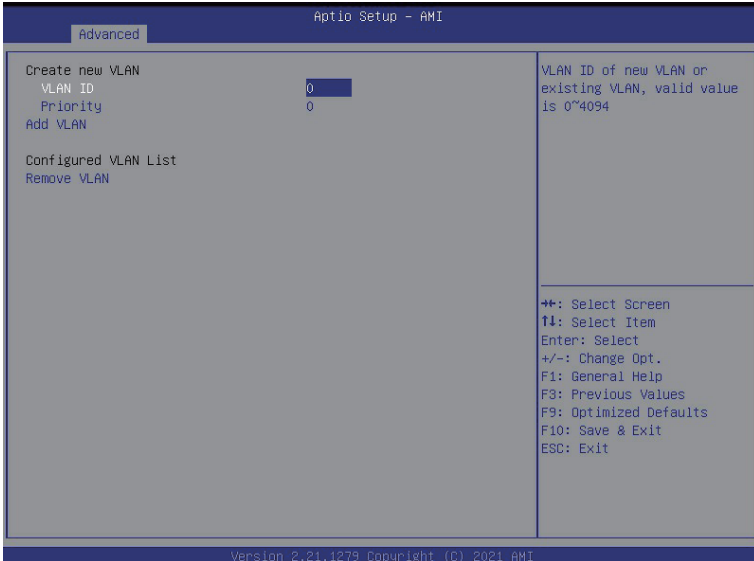 Aptio Setup – AMI
Advanced
Create new VLAN
VLAN ID 0
Priority 0
Add VLAN
Configured VLAN List
Remove VLAN
VLAN ID of new VLAN or
existing VLAN, valid value
is 0~4094
→←: Select Screen
↑↓: Select Item
Enter: Select
+/-: Change Opt.
F1: General Help
F3: Previous Values
F9: Optimized Defaults
F10: Save & Exit
ESC: Exit
Version 2.21.1279 Copyright (C) 2021 AMI